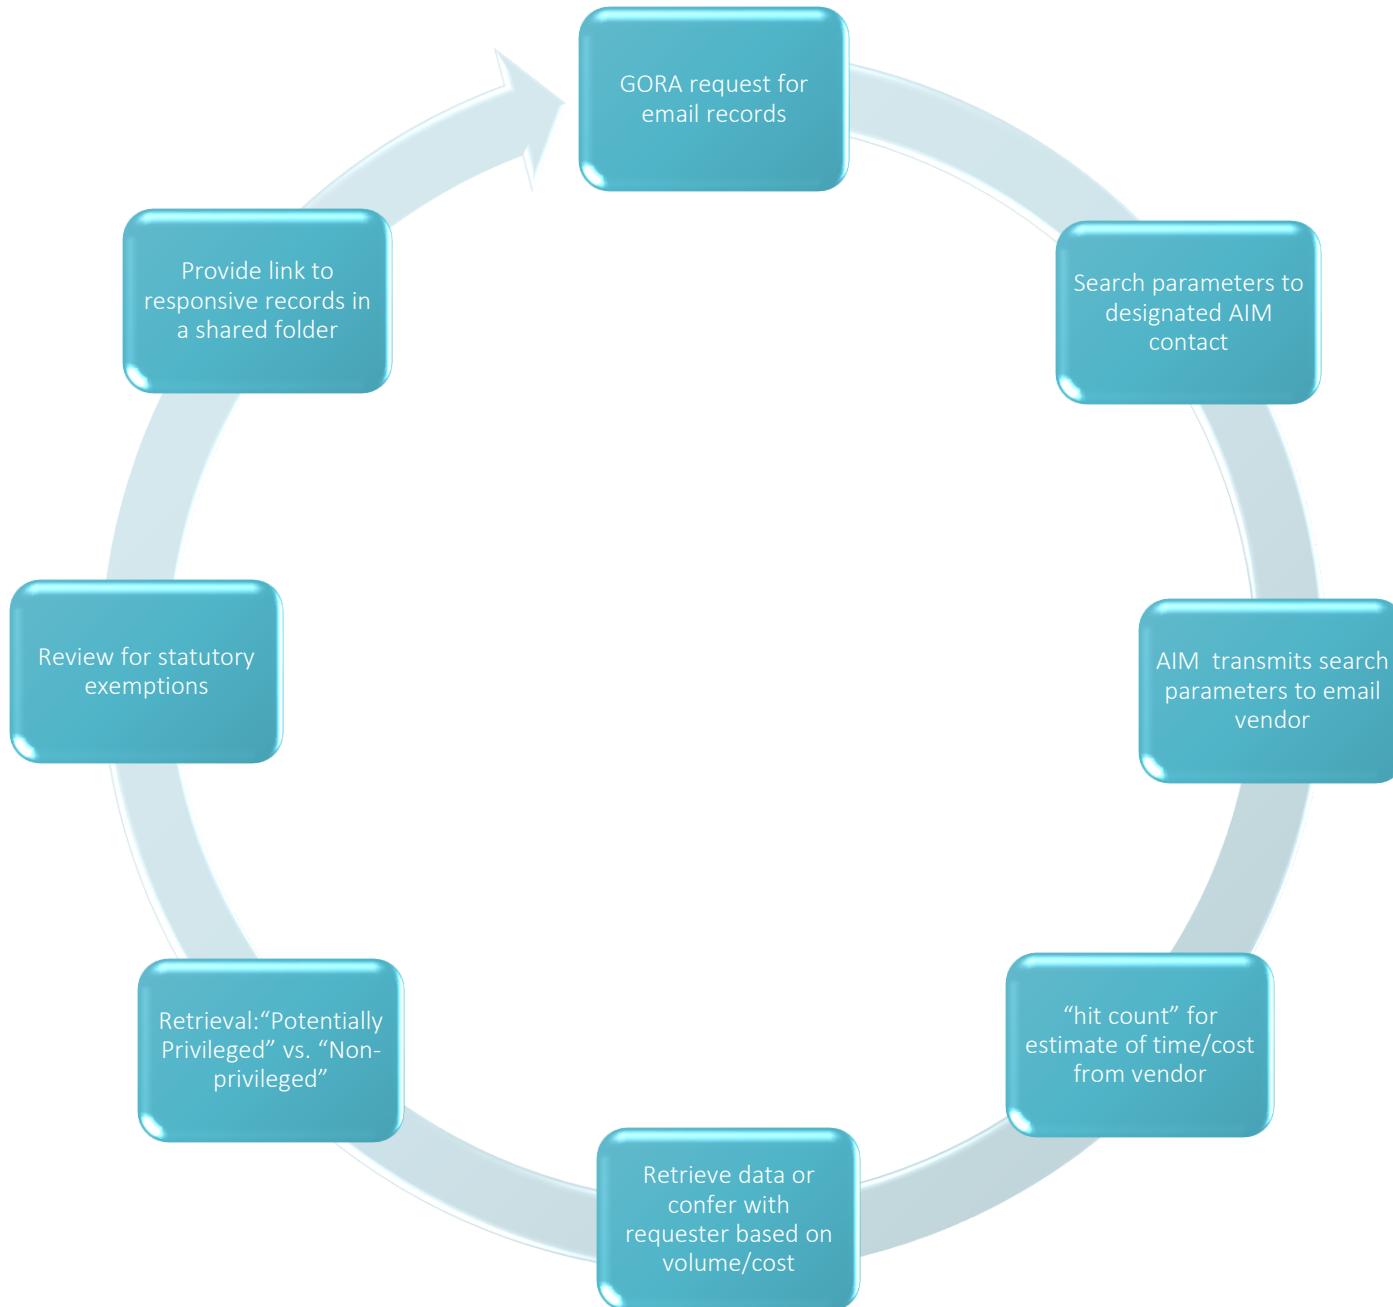 GORA request for
email records
Search parameters to
designated AIM
contact
AIM  transmits search
parameters to email
vendor
“hit count” for
estimate of time/cost
from vendor
Retrieve data or
confer with
requester based on
volume/cost
Retrieval:“Potentially
Privileged” vs. “Non-
privileged”
Review for statutory
exemptions
Provide link to
responsive records in
a shared folder